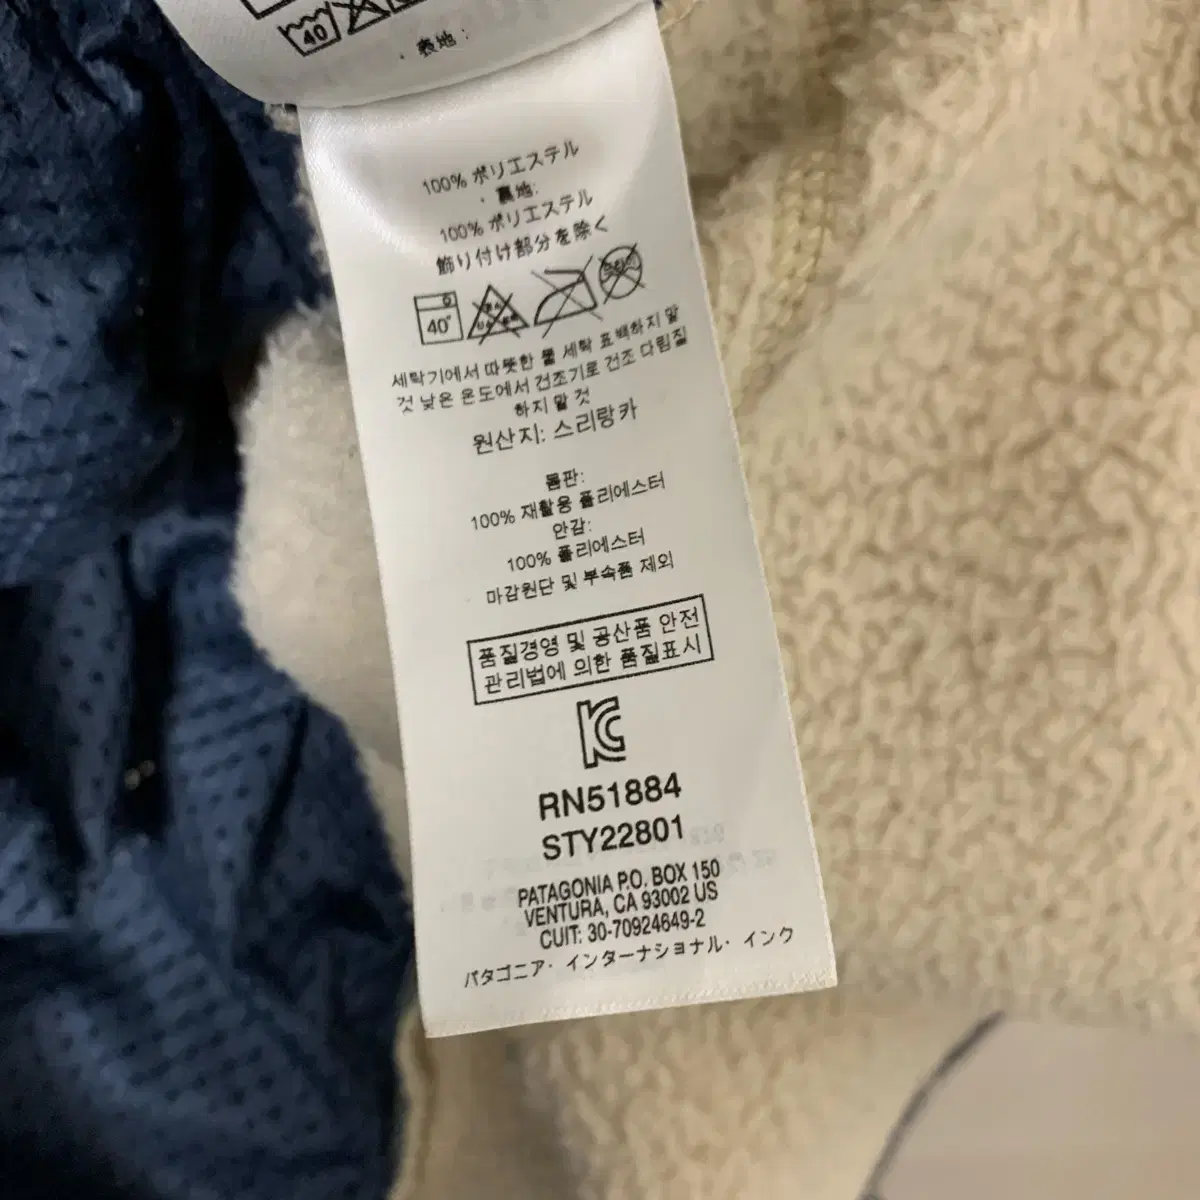 40
・表地:
100% ポリエステル
・裏地:
100% ポリエステル
飾り付け部分を除く
40°
세탁기에서 따뜻한 물 세탁 표백하지 말
것 낮은 온도에서 건조기로 건조 다림질
하지 말 것
원산지: 스리랑카
몸판:
100% 재활용 폴리에스터
안감:
100% 폴리에스터
마감원단 및 부속품 제외
품질경영 및 공산품 안전
관리법에 의한 품질표시
KC
RN51884
STY22801
PATAGONIA P.O. BOX 150
VENTURA, CA 93002 US
CUIT: 30-70924649-2
パタゴニア・インターナショナル・インク